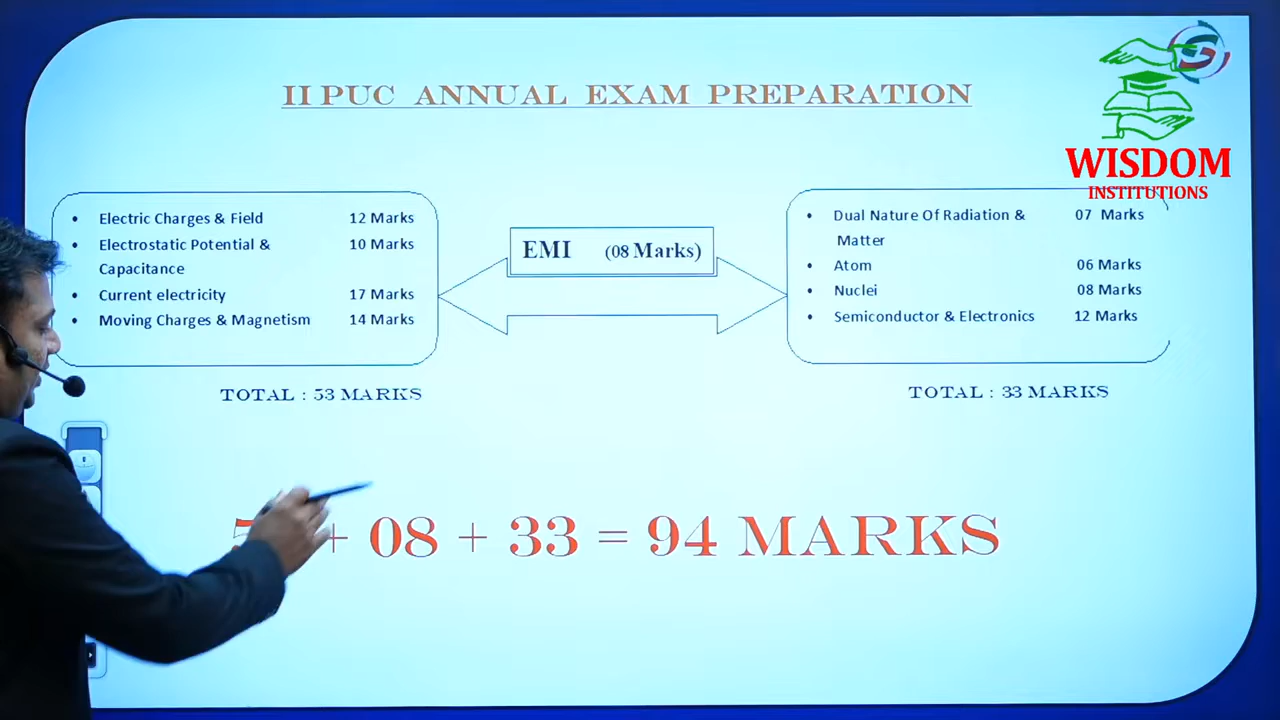 II PUC ANNUAL EXAM PREPARATION
WISDOM
INSTITUTIONS
• Electric Charges & Field 12 Marks
• Electrostatic Potential & 10 Marks
Capacitance
• Current electricity 17 Marks
• Moving Charges & Magnetism 14 Marks
TOTAL : 53 MARKS
EMI (08 Marks)
• Dual Nature Of Radiation & 07 Marks
Matter
• Atom 06 Marks
• Nuclei 08 Marks
• Semiconductor & Electronics 12 Marks
TOTAL : 33 MARKS
+ 08 + 33 = 94 MARKS